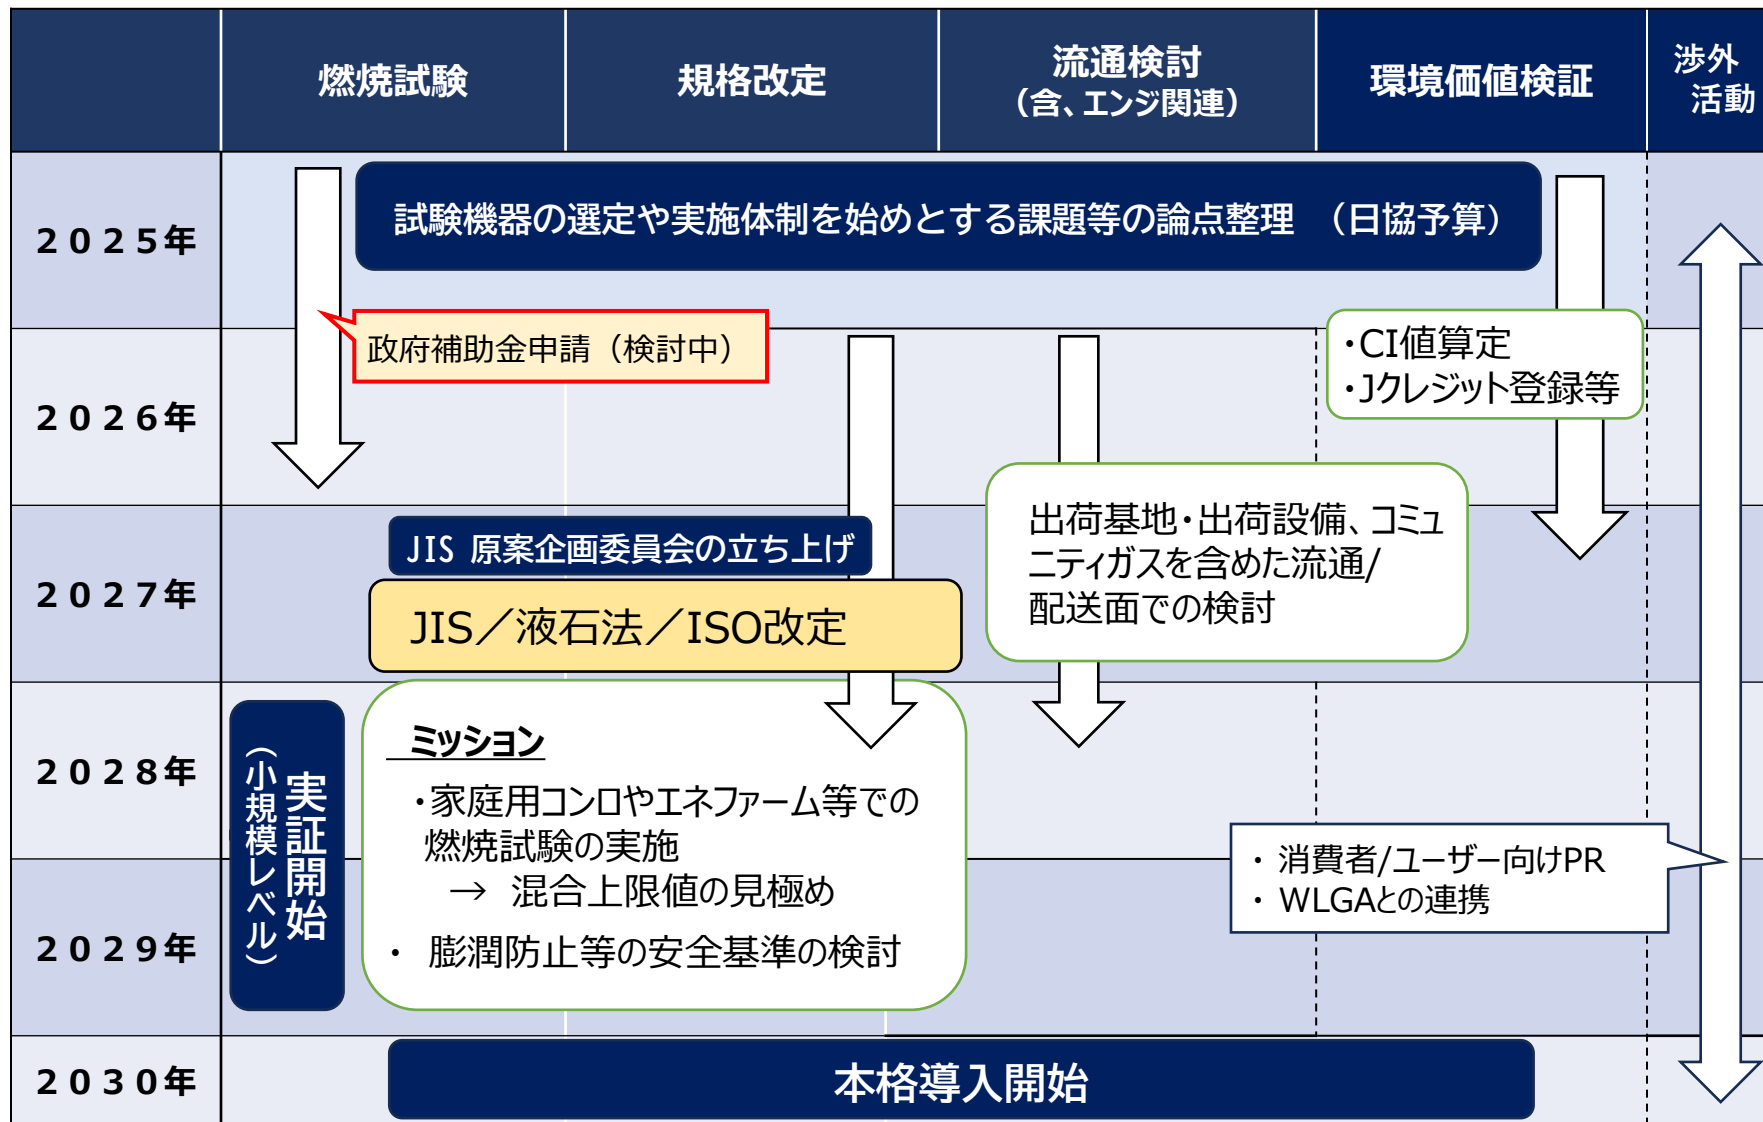 燃焼試験
規格改定
流通検討
（含、エンジ関連）
環境価値検証
渉外
活動
２０２５年
試験機器の選定や実施体制を始めとする課題等の論点整理　（日協予算）
政府補助金申請（検討中）
・CI値算定
・Jクレジット登録等
２０２６年
出荷基地・出荷設備、コミュ
ニティガスを含めた流通/
配送面での検討
２０２７年
JIS 原案企画委員会の立ち上げ
JIS／液石法／ISO改定
２０２８年
実証開始
（小規模レベル）
ミッション
・家庭用コンロやエネファーム等での
燃焼試験の実施
→　混合上限値の見極め
・ 膨潤防止等の安全基準の検討
・ 消費者/ユーザー向けPR
・ WLGAとの連携
２０２９年
２０３０年
本格導入開始